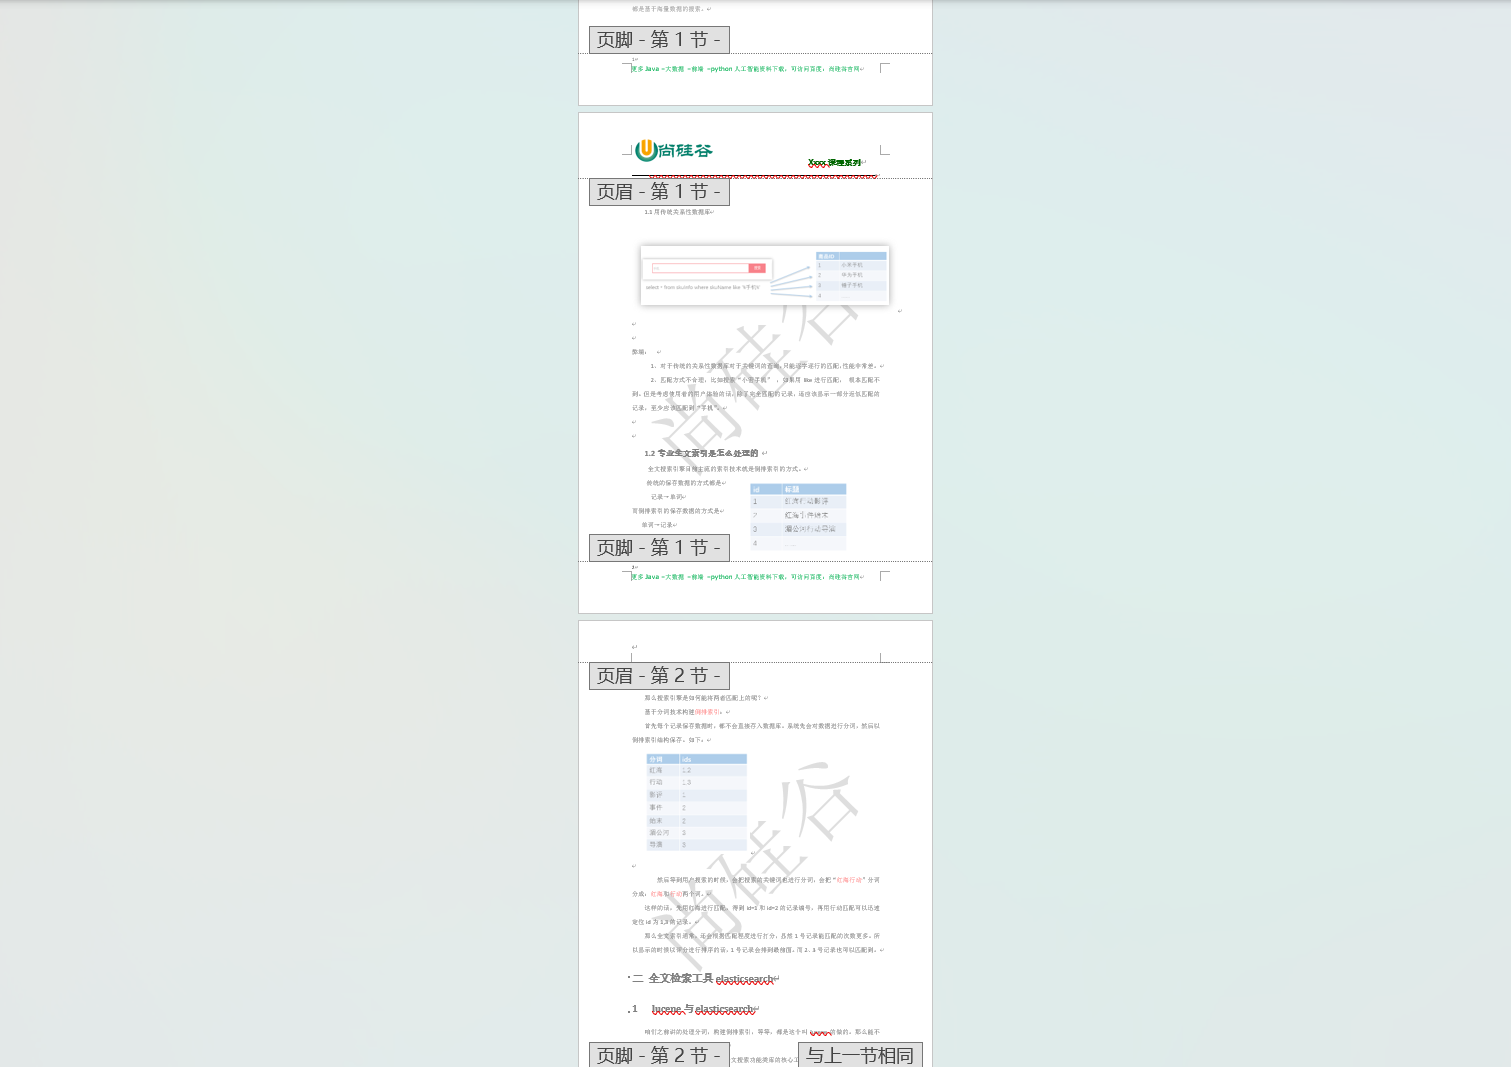 都是基于海量数据的搜索。
页脚 - 第 1 节 -
1
更多 Java –大数据 –前端 –python 人工智能资料下载，可访问百度：尚硅谷官网
尚硅谷
Xxxx 课程系列
页眉 - 第 1 节 -
1.1 用传统关系性数据库
select * from skuInfo where skuName like '%手机%'
商品ID
1 小米手机
2 华为手机
3 锤子手机
4 ……
弊端：
1、对于传统的关系性数据库对于关键词的查询，只能逐字逐行的匹配，性能非常差。
2、匹配方式不合理，比如搜索“小密手机” ，如果用 like 进行匹配， 根本匹配不
到。但是考虑使用者的用户体验的话，除了完全匹配的记录，还应该显示一部分近似匹配的
记录，至少应该匹配到“手机”。
1.2 专业全文索引是怎么处理的
全文搜索引擎目前主流的索引技术就是倒排索引的方式。
传统的保存数据的方式都是
记录→单词
而倒排索引的保存数据的方式是
单词→记录
id 标题
1 红海行动影评
2 红海事件始末
3 湄公河行动导演
4 ……
尚硅谷
页脚 - 第 1 节 -
2
更多 Java –大数据 –前端 –python 人工智能资料下载，可访问百度：尚硅谷官网
页眉 - 第 2 节 -
那么搜索引擎是如何能将两者匹配上的呢？
基于分词技术构建倒排索引。
首先每个记录保存数据时，都不会直接存入数据库。系统先会对数据进行分词，然后以
倒排索引结构保存。如下：
分词 ids
红海 1,2
行动 1,3
影评 1
事件 2
始末 2
湄公河 3
导演 3
然后等到用户搜索的时候，会把搜索的关键词也进行分词，会把“红海行动”分词
分成：红海和行动两个词。
这样的话，先用红海进行匹配，得到 id=1 和 id=2 的记录编号，再用行动匹配可以迅速
定位 id 为 1,3 的记录。
那么全文索引通常，还会根据匹配程度进行打分，显然 1 号记录能匹配的次数更多。所
以显示的时候以评分进行排序的话，1 号记录会排到最前面。而 2、3 号记录也可以匹配到。
尚硅谷
二 全文检索工具 elasticsearch
1 lucene 与 elasticsearch
咱们之前讲的处理分词，构建倒排索引，等等，都是这个叫 lucene 的做的。那么能不
页脚 - 第 2 节 -
文搜索功能类库的核心工
与上一节相同